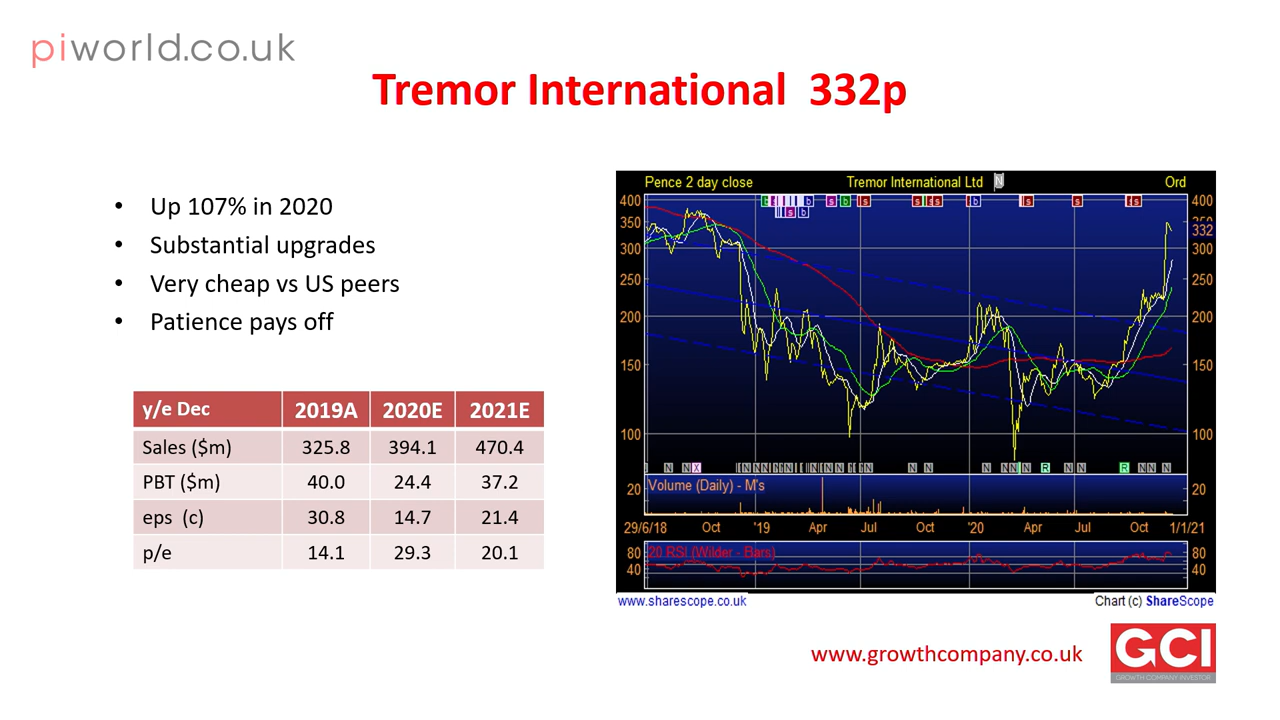 piworld.co.uk
Tremor International 332p
• Up 107% in 2020
• Substantial upgrades
• Very cheap vs US peers
• Patience pays off
y/e Dec 2019A 2020E 2021E
Sales ($m) 325.8 394.1 470.4
PBT ($m) 40.0 24.4 37.2
eps (c) 30.8 14.7 21.4
p/e 14.1 29.3 20.1
Pence 2 day close Tremor International Ltd N Ord
400 400
350
332
300 300
250 250
200 200
150 150
100 100
Volume (Daily) - M's
20 20
29/6/18 Oct '19 Apr Jul Oct '20 Apr Jul Oct 1/1/21
20 RSI (Wilder - Bars)
80 80
40 40
www.sharescope.co.uk Chart (c) ShareScope
www.growthcompany.co.uk
GCI
GROWTH COMPANY INVESTOR